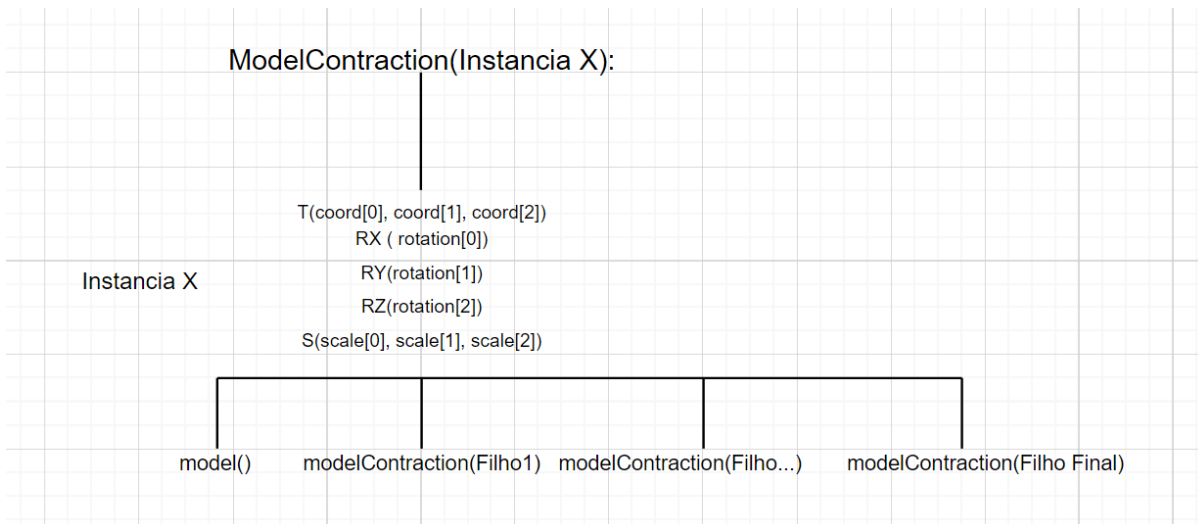 ModelContraction(Instancia X):
T(coord[0], coord[1], coord[2])
RX ( rotation[0])
Instancia X
RY(rotation[1])
RZ(rotation[2])
S(scale[0], scale[1], scale[2])
model()
modelContraction(Filho1)
modelContraction(Filho...)
modelContraction(Filho Final)